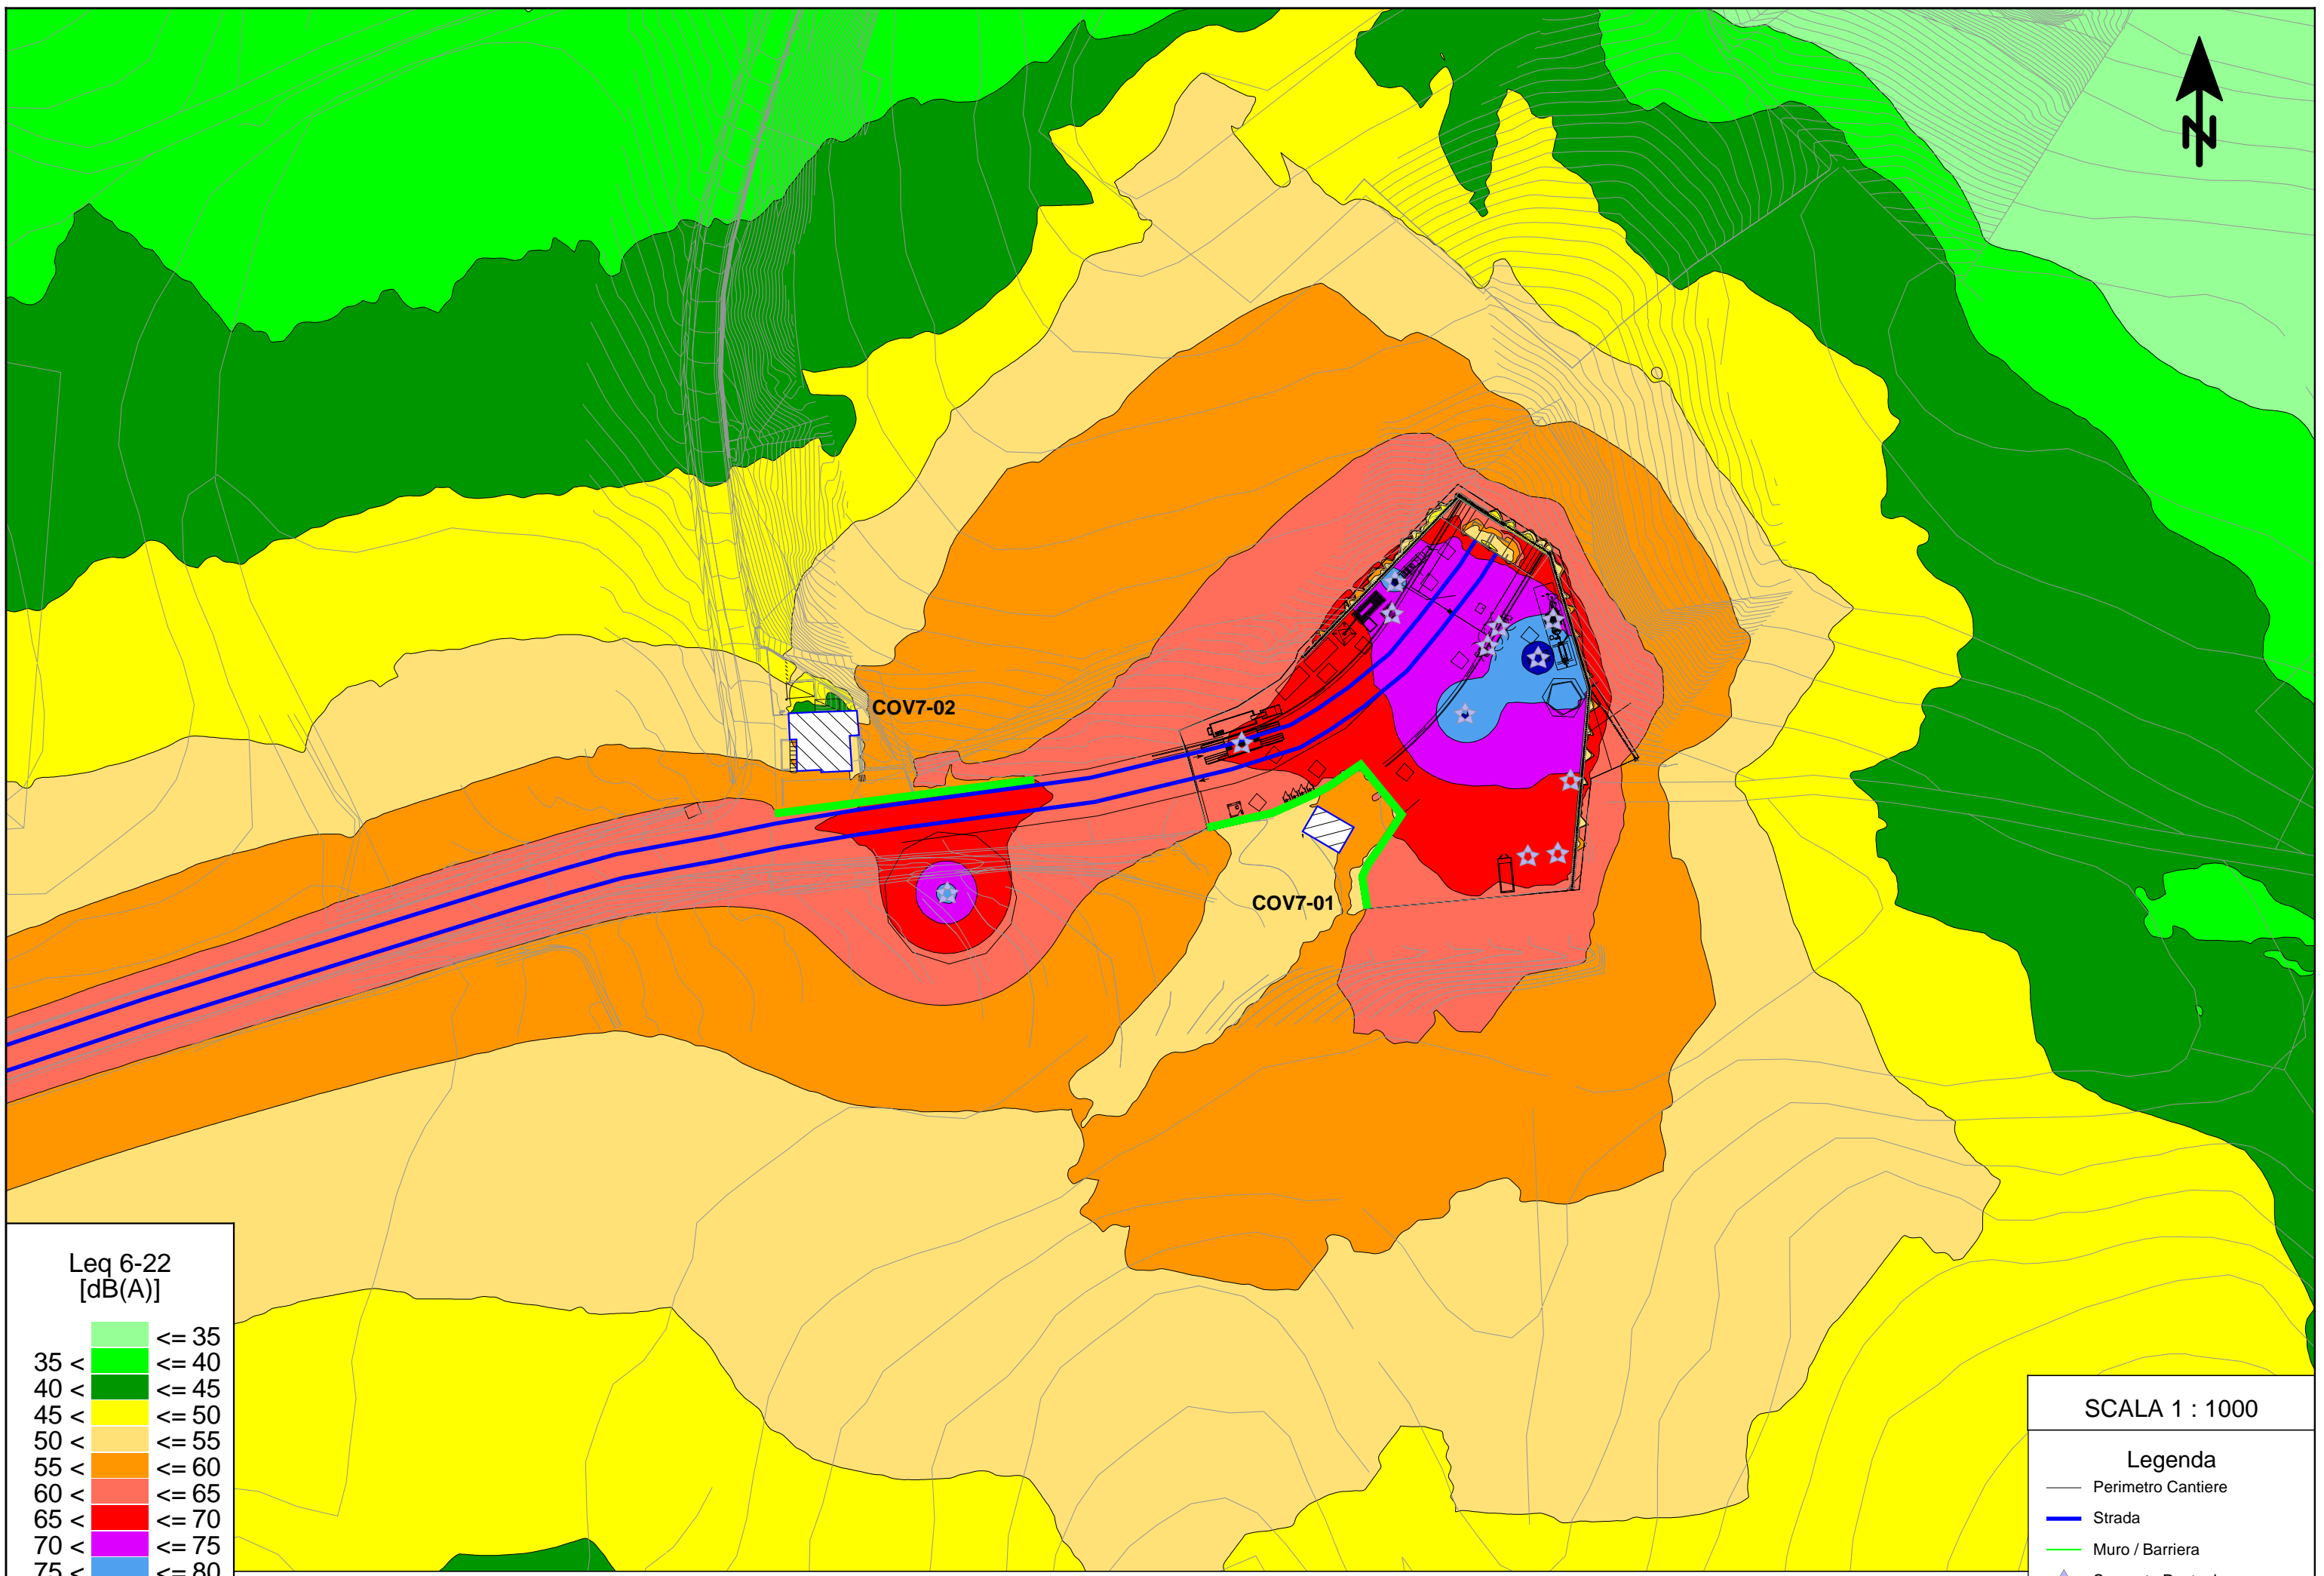 N
COV7-02
COV7-01
Leq 6-22
[dB(A)]
<= 35
35 < <= 40
40 < <= 45
45 < <= 50
50 < <= 55
55 < <= 60
60 < <= 65
65 < <= 70
70 < <= 75
75 < <= 80
SCALA 1 : 1000
Legenda
Perimetro Cantiere
Strada
Muro / Barriera